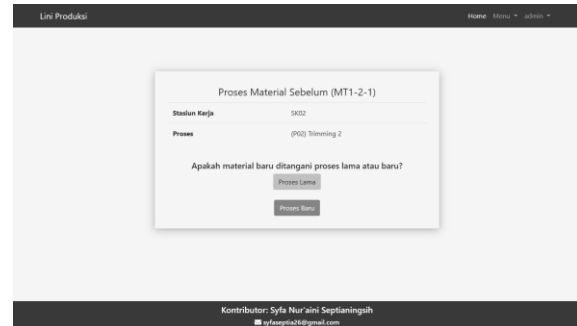 Lini Produksi
Home Menu admin
Proses Material Sebelum (MT1-2-1)
Stasiun Kerja SK02
Proses (P02) Trimming 2
Apakah material baru ditangani proses lama atau baru?
Proses Lama
Proses Baru
Kontributor: Syfa Nur'aini Septianingsih
syfaseptia26@gmail.com